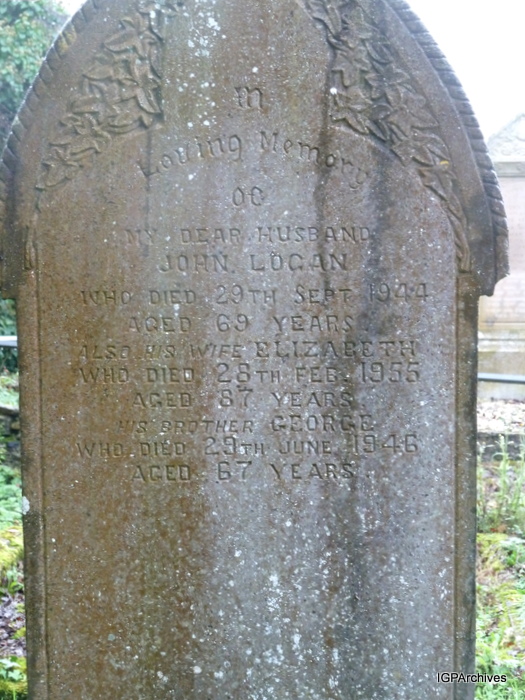 In
Loving Memory
OF
MY DEAR HUSBAND
JOHN LOGAN
WHO DIED 29TH SEPT 1944
AGED 69 YEARS
ALSO HIS WIFE ELIZABETH
WHO DIED 28TH FEB. 1955
AGED 87 YEARS
HIS BROTHER GEORGE
WHO DIED 29TH JUNE 1946
AGED 67 YEARS
IGPArchives